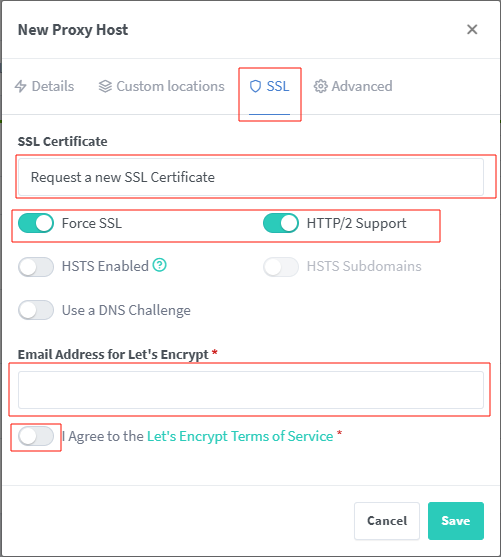 New Proxy Host
Details Custom locations SSL Advanced
SSL Certificate
Request a new SSL Certificate
Force SSL HTTP/2 Support
HSTS Enabled HSTS Subdomains
Use a DNS Challenge
Email Address for Let's Encrypt *
I Agree to the Let's Encrypt Terms of Service *
Cancel Save